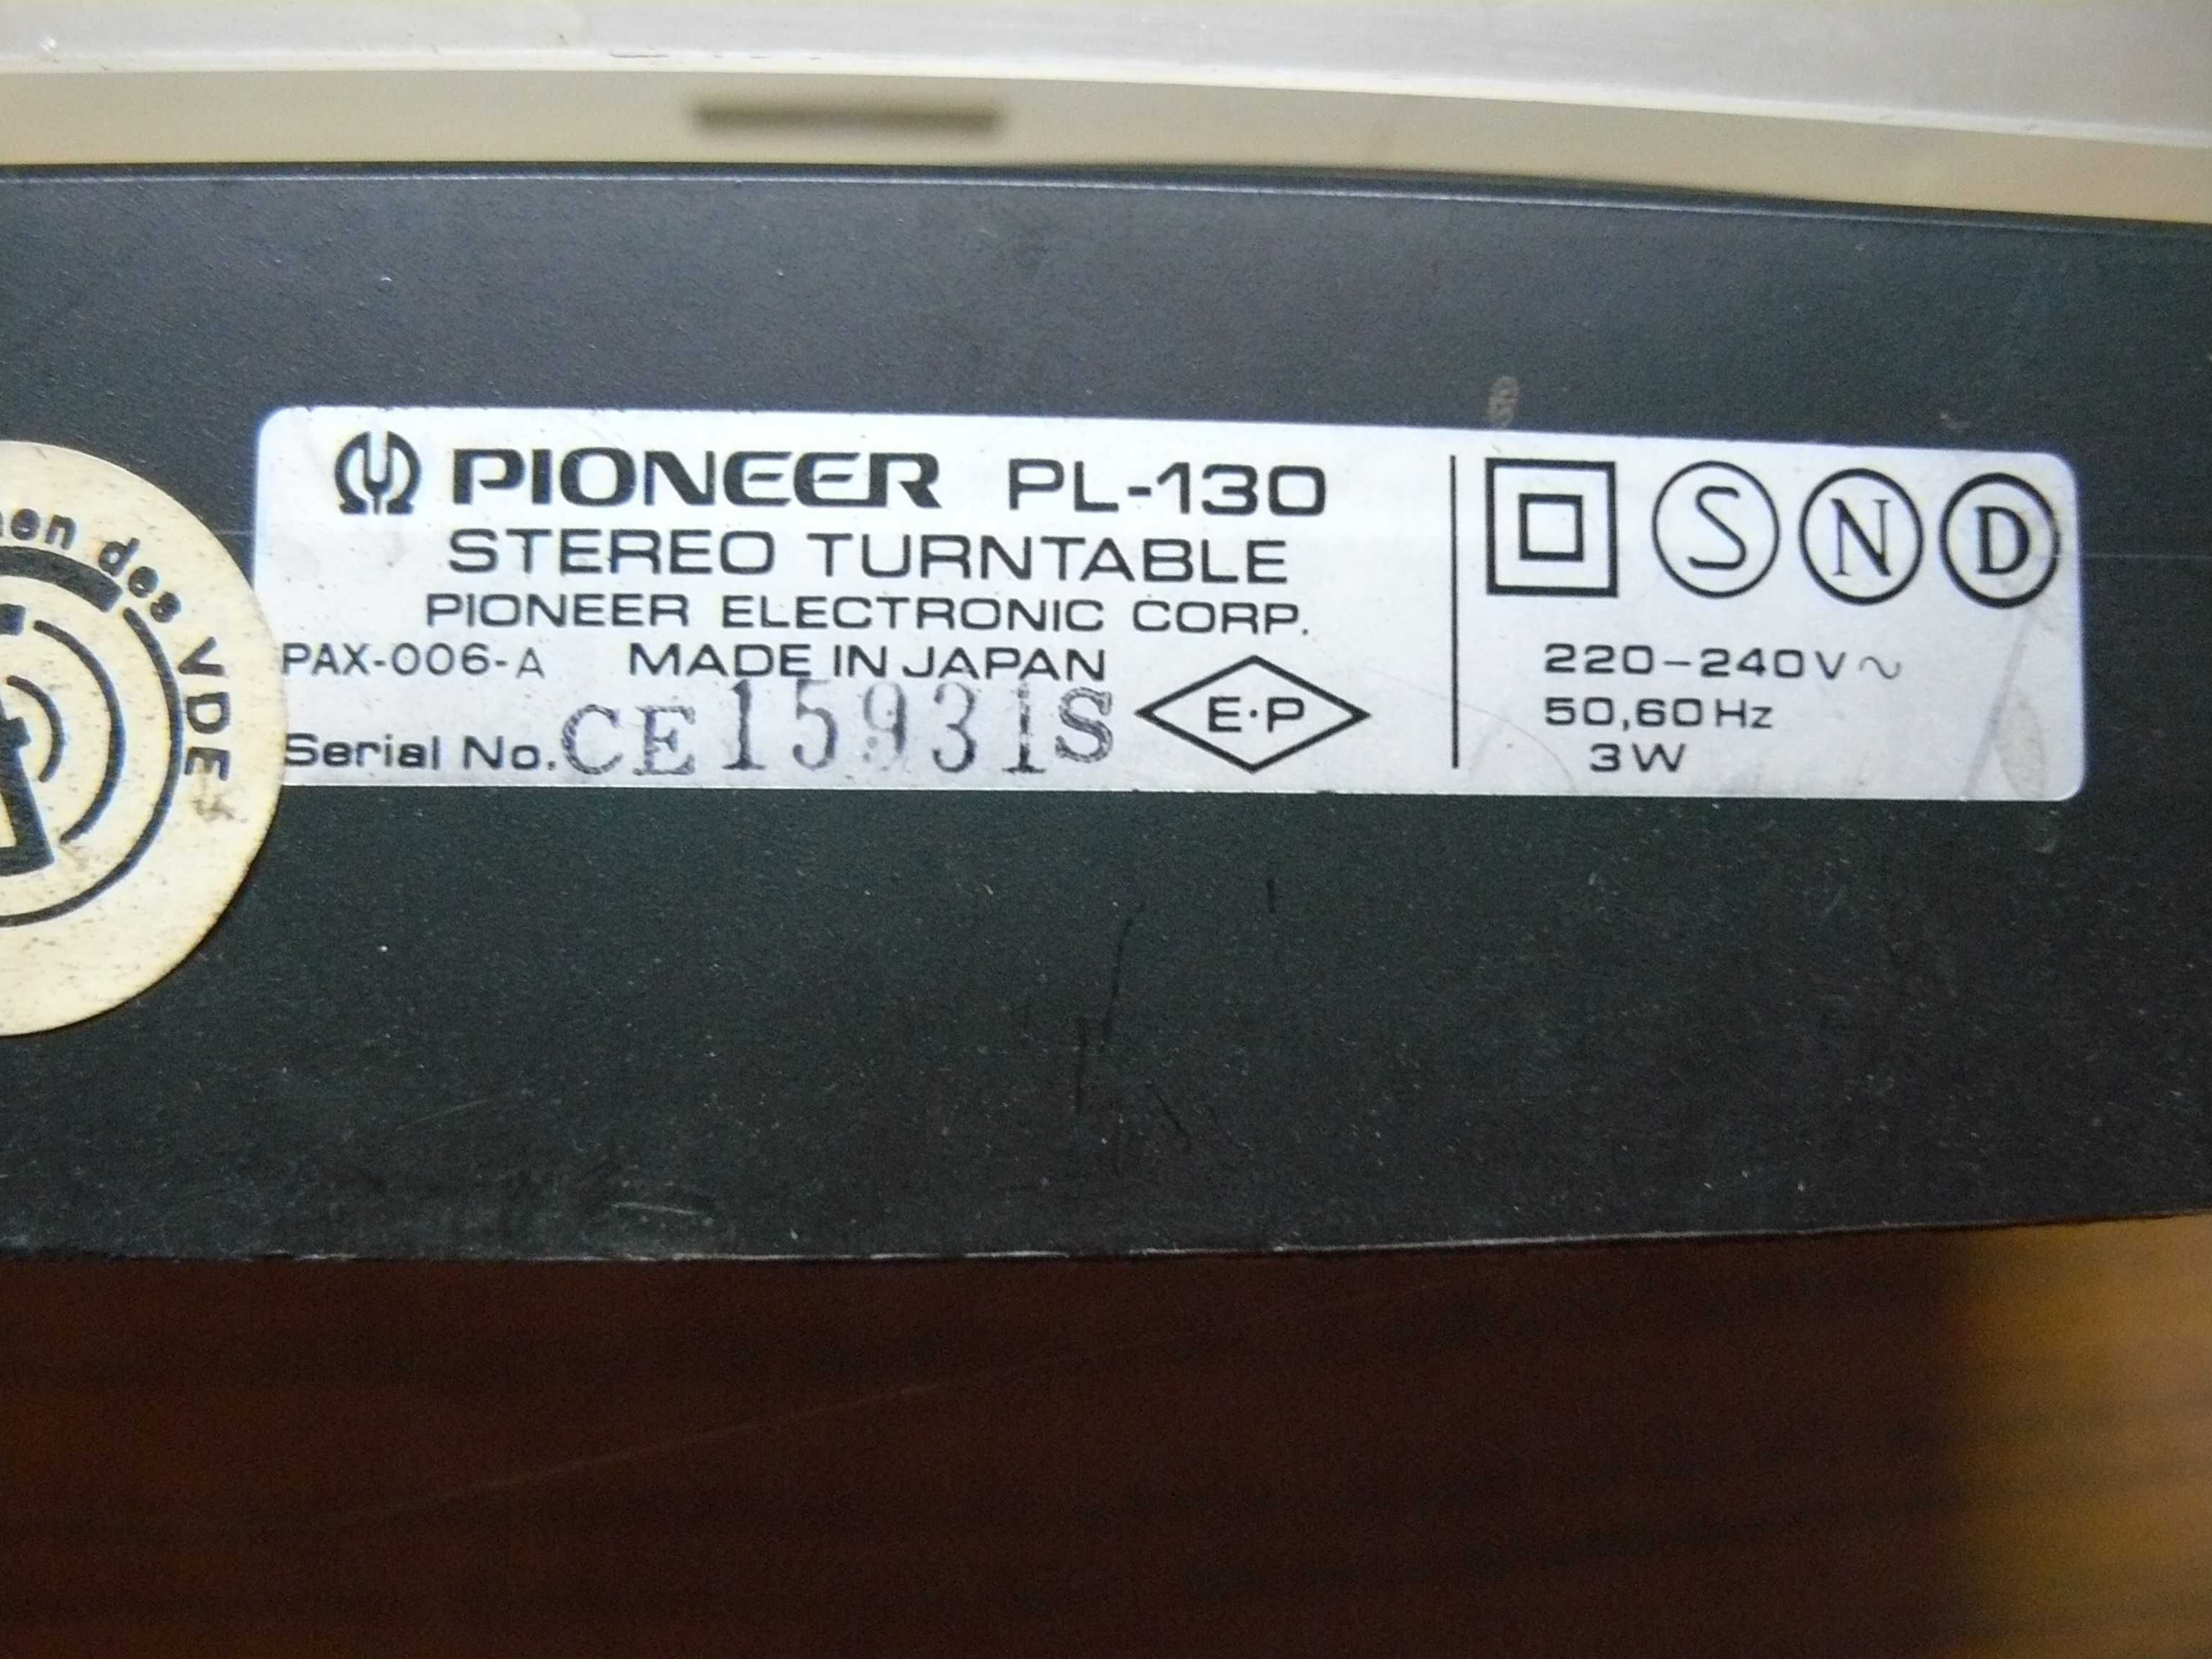 PIONEER PL-130
STEREO TURNTABLE
PIONEER ELECTRONIC CORP.
PAX-006-A MADE IN JAPAN
Serial No. CE15931S
E·P
S N D
220-240V~
50,60Hz
3W
des VDE